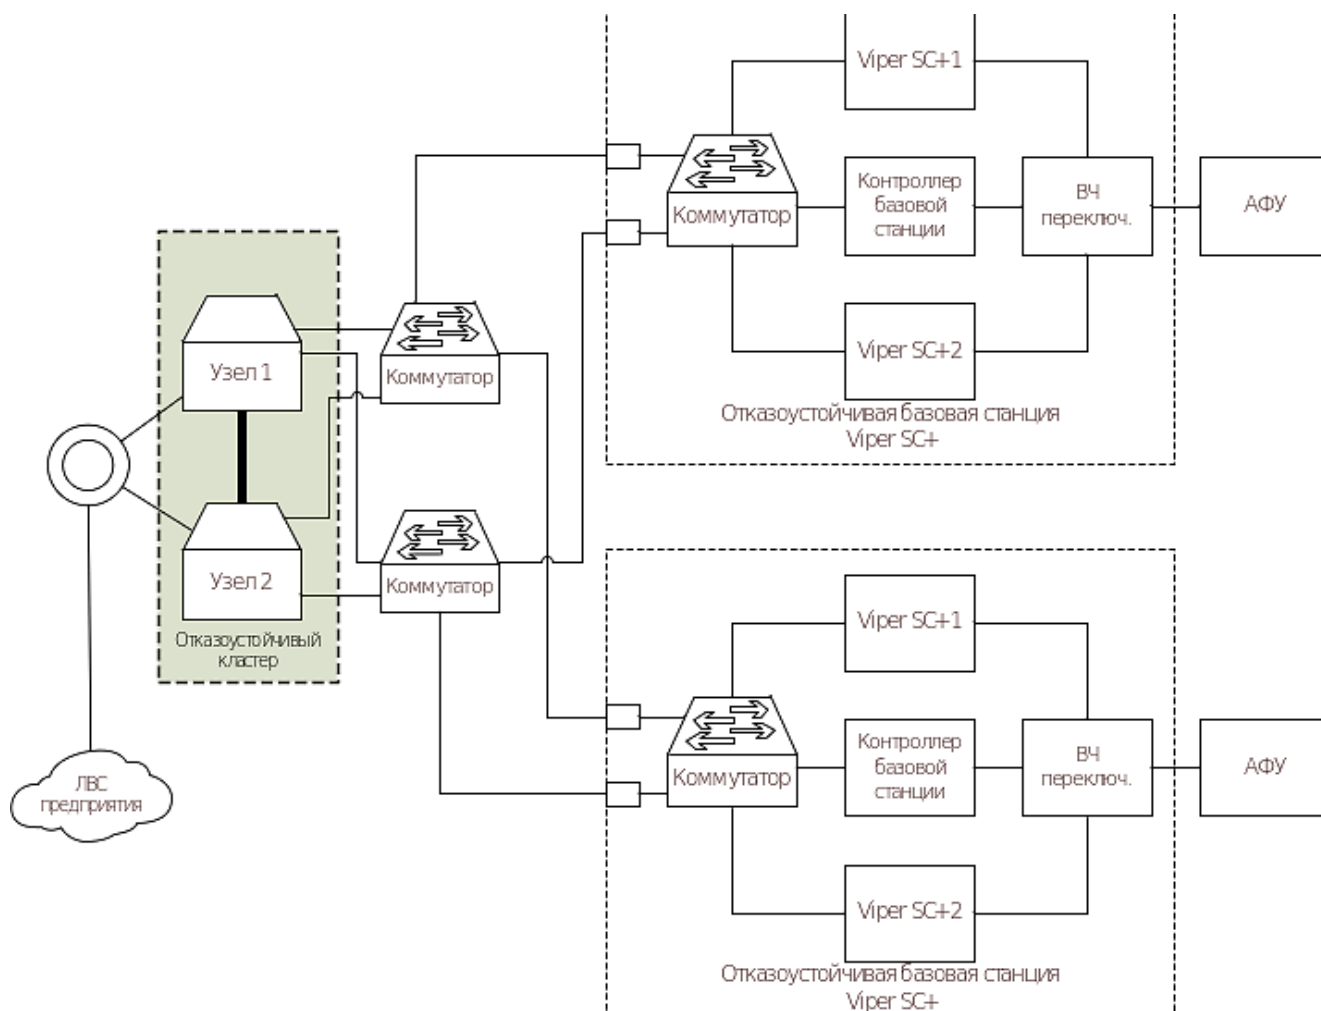 Viper SC+1
Коммутатор
Контроллер
базовой
станции
ВЧ
переключ.
АФУ
Viper SC+2
Отказоустойчивая базовая станция
Viper SC+
Узел 1
Коммутатор
Узел 2
Коммутатор
Отказоустойчивый
кластер
ЛВС
предприятия
Viper SC+1
Коммутатор
Контроллер
базовой
станции
ВЧ
переключ.
АФУ
Viper SC+2
Отказоустойчивая базовая станция
Viper SC+